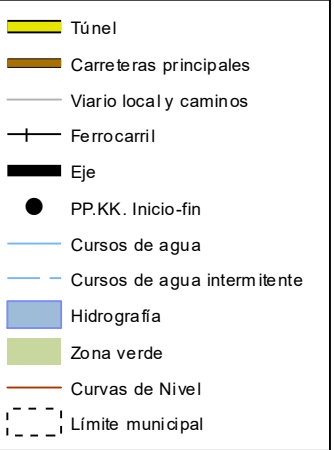 Túnel
Carreteras principales
Viario local y caminos
Ferrocarril
Eje
PP.KK. Inicio-fin
Cursos de agua
Cursos de agua intermitente
Hidrografía
Zona verde
Curvas de Nivel
Límite municipal